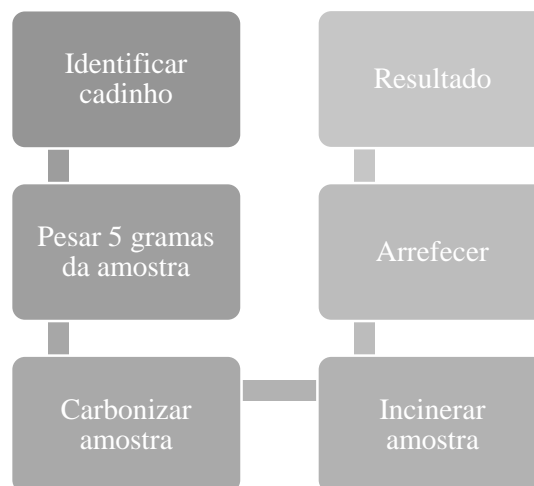 Identificar
cadinho
Pesar 5 gramas
da amostra
Carbonizar
amostra
Incinerar
amostra
Arrefecer
Resultado